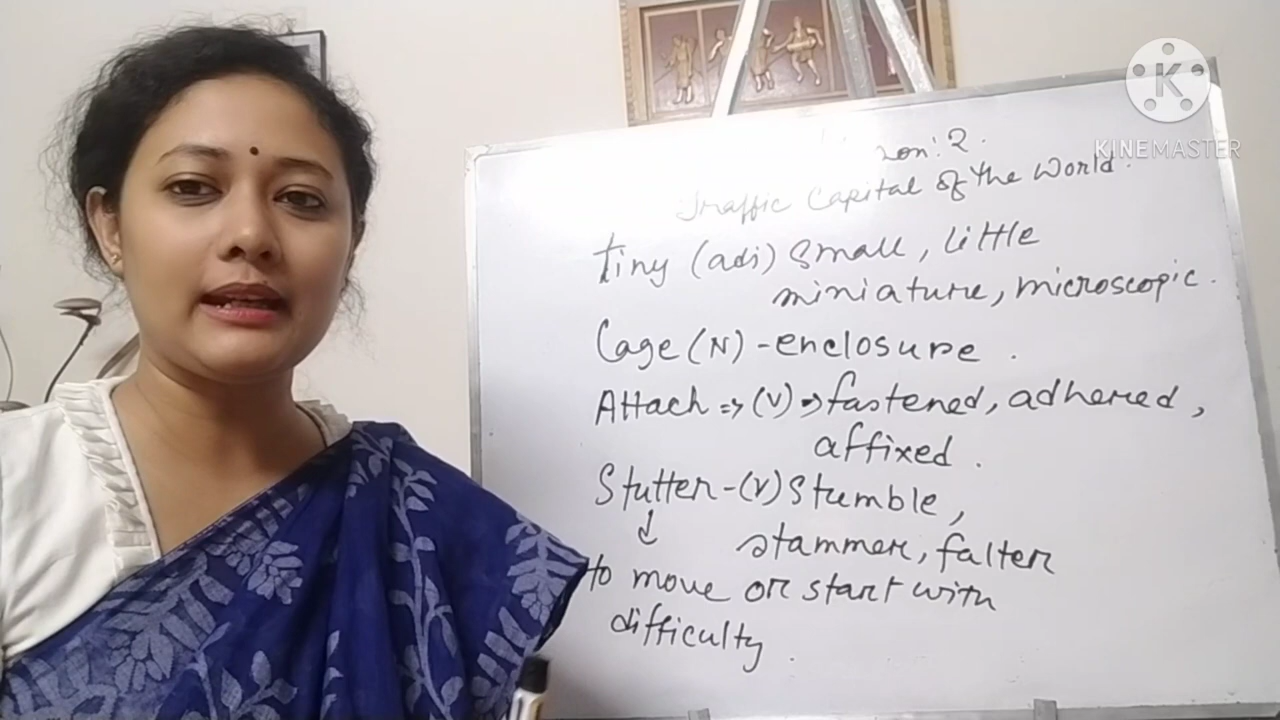 K
KINEMASTER
: 2.
Traffic Capital of the World.
tiny (adj) small, little
miniature, microscopic.
Cage (N) - enclosure.
Attach => (V) => fastened, adhered,
affixed.
Stutter - (V) Stumble,
↓ stammer, falter
to move or start with
difficulty.